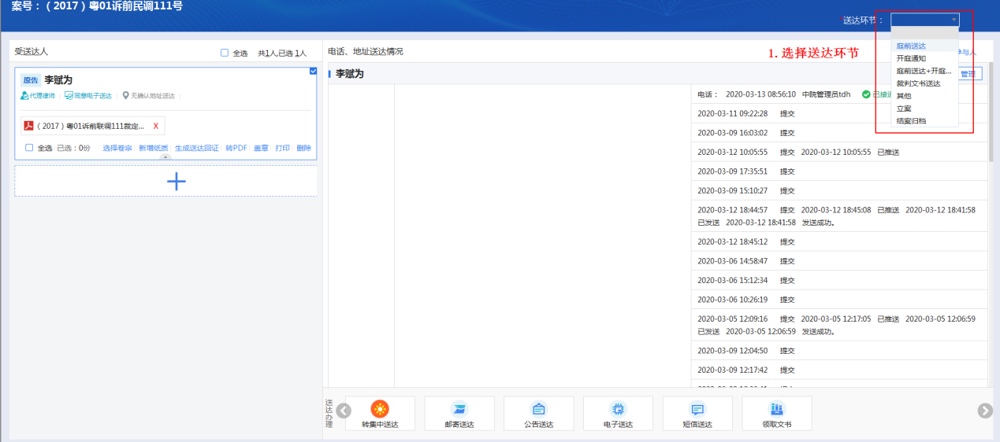 案号：（2017）粤01诉前民调111号
*送达环节：
受送达人
全选 共1人,已选 1人
电话、地址送达情况
1. 选择送达环节
庭前送达
开庭通知
庭前送达+开庭...
裁判文书送达
其他
立案
结案归档
参与人
管理
原告 李赋为
代理律师
同意电子送达
无确认地址送达
（2017）粤01诉前联调111裁定... X
全选 已选：0份 选择卷宗 新增纸质 生成送达回证 转PDF 盖章 打印 删除
李赋为
电话： 2020-03-13 08:56:10 中院管理员tdh 已接
2020-03-11 09:22:28 提交
2020-03-09 16:03:02 提交
2020-03-12 10:05:55 提交 2020-03-12 10:05:55 已推送
2020-03-09 17:35:51 提交
2020-03-09 15:10:27 提交
2020-03-12 18:44:57 提交 2020-03-12 18:45:08 已推送 2020-03-12 18:41:58
已发送 2020-03-12 18:41:58 发送成功。
2020-03-12 18:45:12 提交
2020-03-06 14:58:47 提交
2020-03-06 15:12:34 提交
2020-03-06 10:26:19 提交
2020-03-05 12:09:16 提交 2020-03-05 12:17:05 已推送 2020-03-05 12:06:59
已发送 2020-03-05 12:06:59 发送成功。
2020-03-09 12:04:50 提交
2020-03-09 12:17:42 提交
送达办理
转集中送达
邮寄送达
公告送达
电子送达
短信送达
领取文书